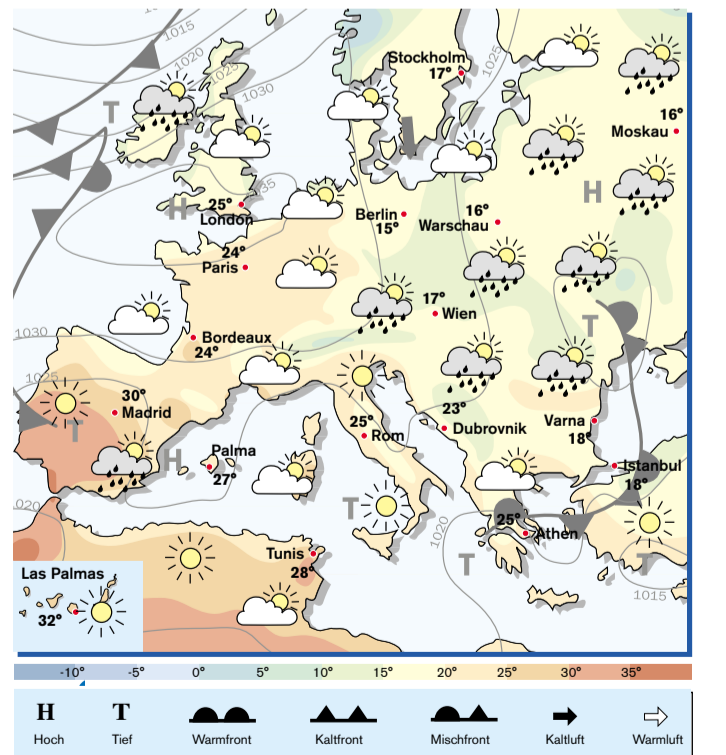 1015
1015
1020
1025
1030
1025
Stockholm
17°
T
16°
Moskau
H
35
25°
London
H
Berlin
15°
16°
Warschau
24°
Paris
17°
Wien
T
1030
Bordeaux
24°
1025
30°
Madrid
T
23°
Dubrovnik
25°
Rom
Varna
18°
Palma
27°
H
Istanbul
18°
T
25°
Athen
1020
T
T
1015
020
Tunis
28°
Las Palmas
32°
-10° -5° 0° 5° 10° 15° 20° 25° 30° 35°
H T
Hoch Tief Warmfront Kaltfront Mischfront Kaltluft Warmluft